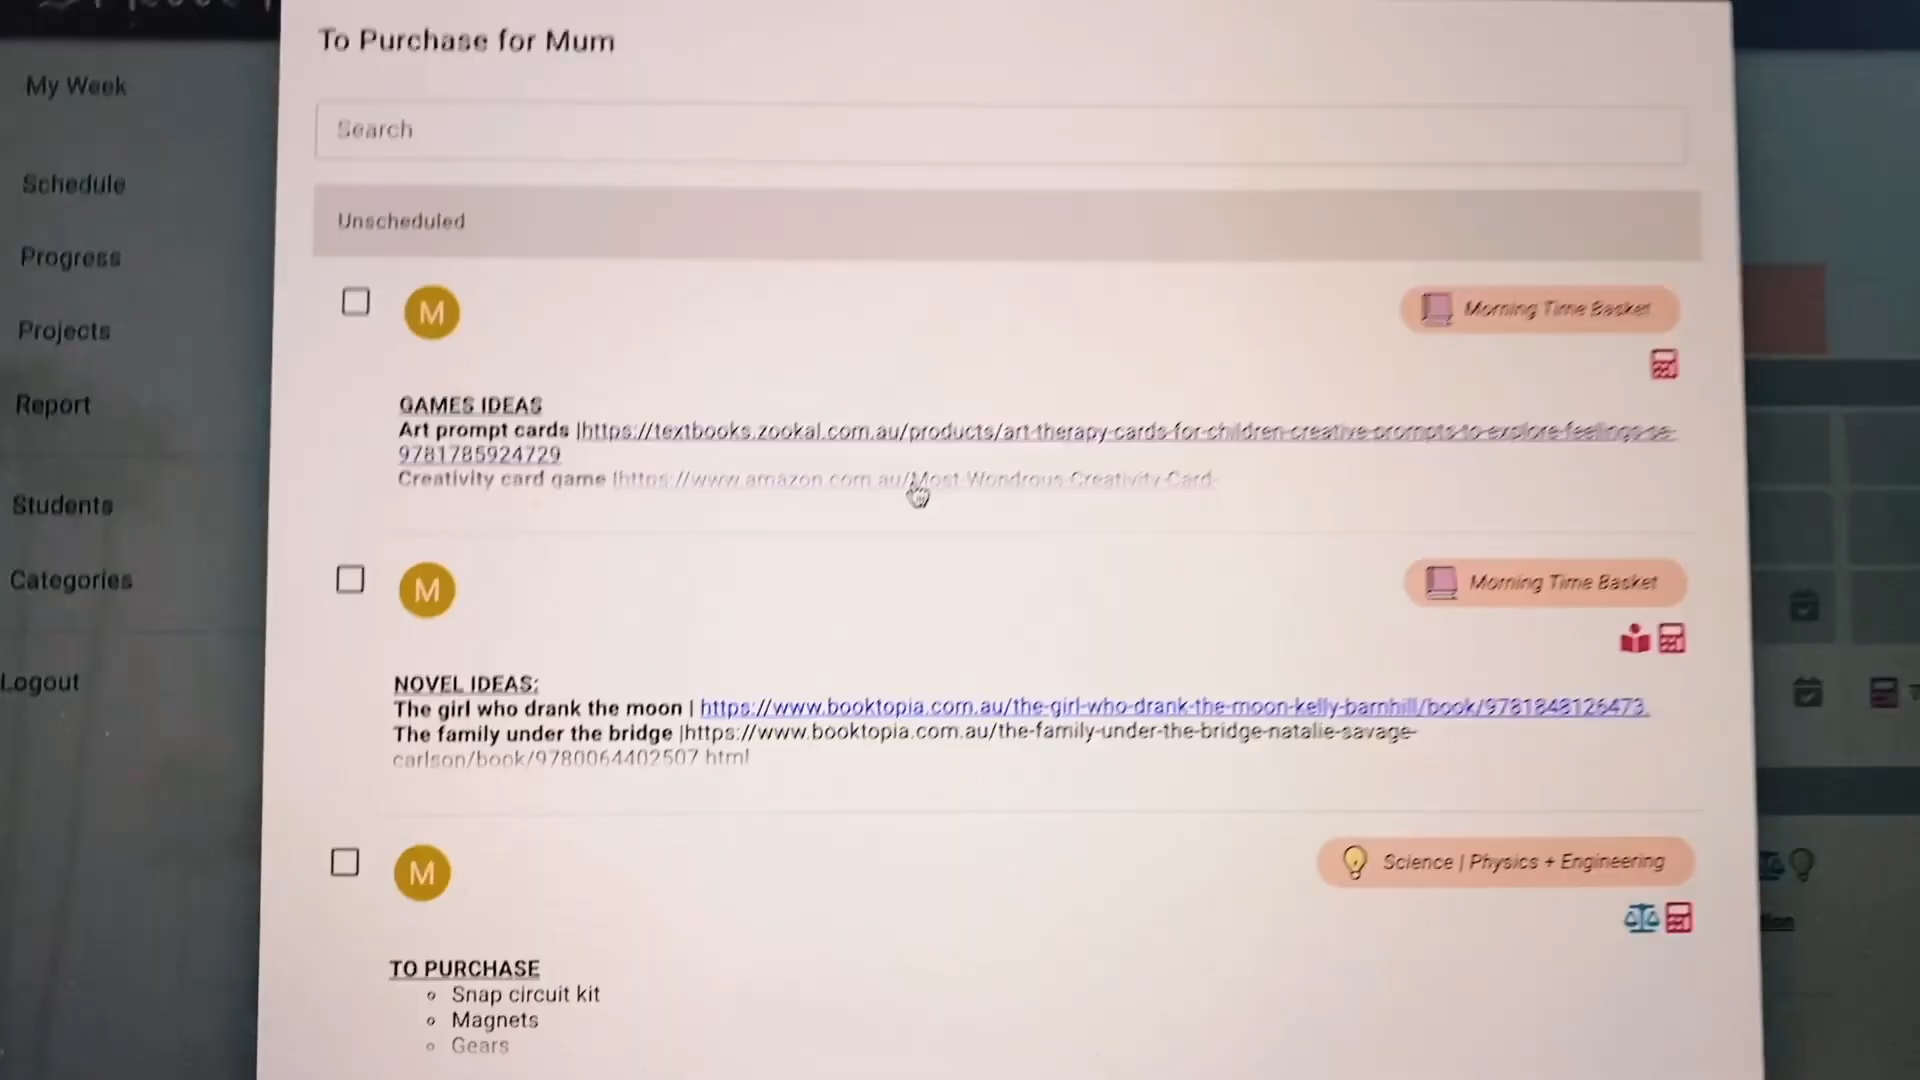 To Purchase for Mum
My Week
Search
Schedule
Unscheduled
Progress
M
Morning Time Basket
Projects
Report
GAMES IDEAS
Art prompt cards |https://textbooks.zookal.com.au/products/art-therapy-cards-for-children-creative-prompts-to-explore-feelings-se-
9781785924729
Creativity card game |https://www.amazon.com.au/Most-Wondrous-Creativity-Card-
Students
Categories
M
Morning Time Basket
Logout
NOVEL IDEAS:
The girl who drank the moon | https://www.booktopia.com.au/the-girl-who-drank-the-moon-kelly-barnhill/book/9781848126473.
The family under the bridge |https://www.booktopia.com.au/the-family-under-the-bridge-natalie-savage-
carlson/book/9780064402507.html
M
Science | Physics + Engineering
TO PURCHASE
Snap circuit kit
Magnets
Gears